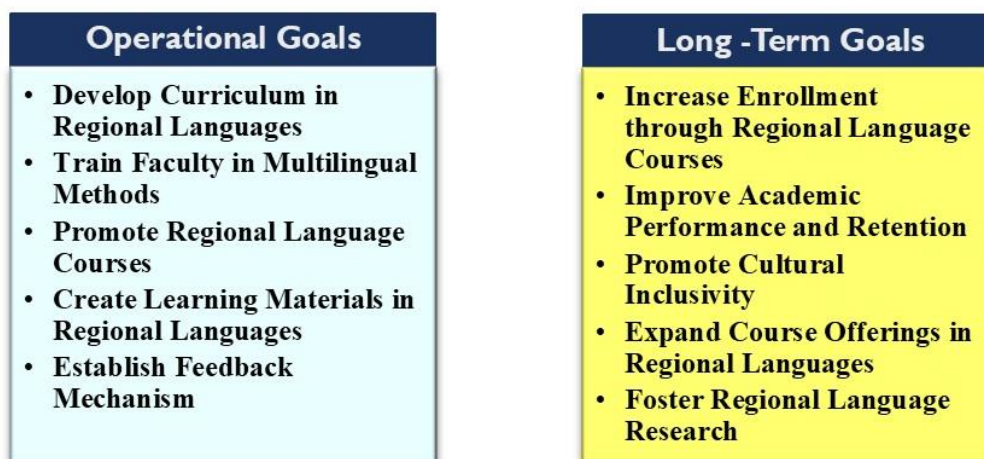 Operational Goals
• Develop Curriculum in
Regional Languages
• Train Faculty in Multilingual
Methods
• Promote Regional Language
Courses
• Create Learning Materials in
Regional Languages
• Establish Feedback
Mechanism
Long -Term Goals
• Increase Enrollment
through Regional Language
Courses
• Improve Academic
Performance and Retention
• Promote Cultural
Inclusivity
• Expand Course Offerings in
Regional Languages
• Foster Regional Language
Research